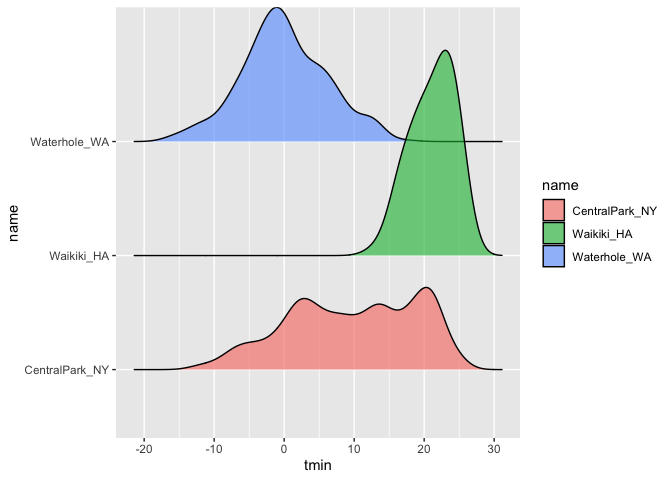 Waterhole_WA
Waikiki_HA
CentralPark_NY
name
-20 -10 0 10 20 30
tmin
name
CentralPark_NY
Waikiki_HA
Waterhole_WA